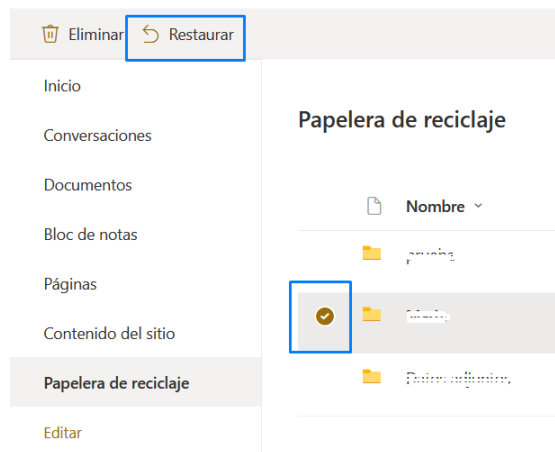 Eliminar Restaurar
Inicio
Conversaciones
Documentos
Bloc de notas
Páginas
Contenido del sitio
Papelera de reciclaje
Editar
Papelera de reciclaje
Nombre